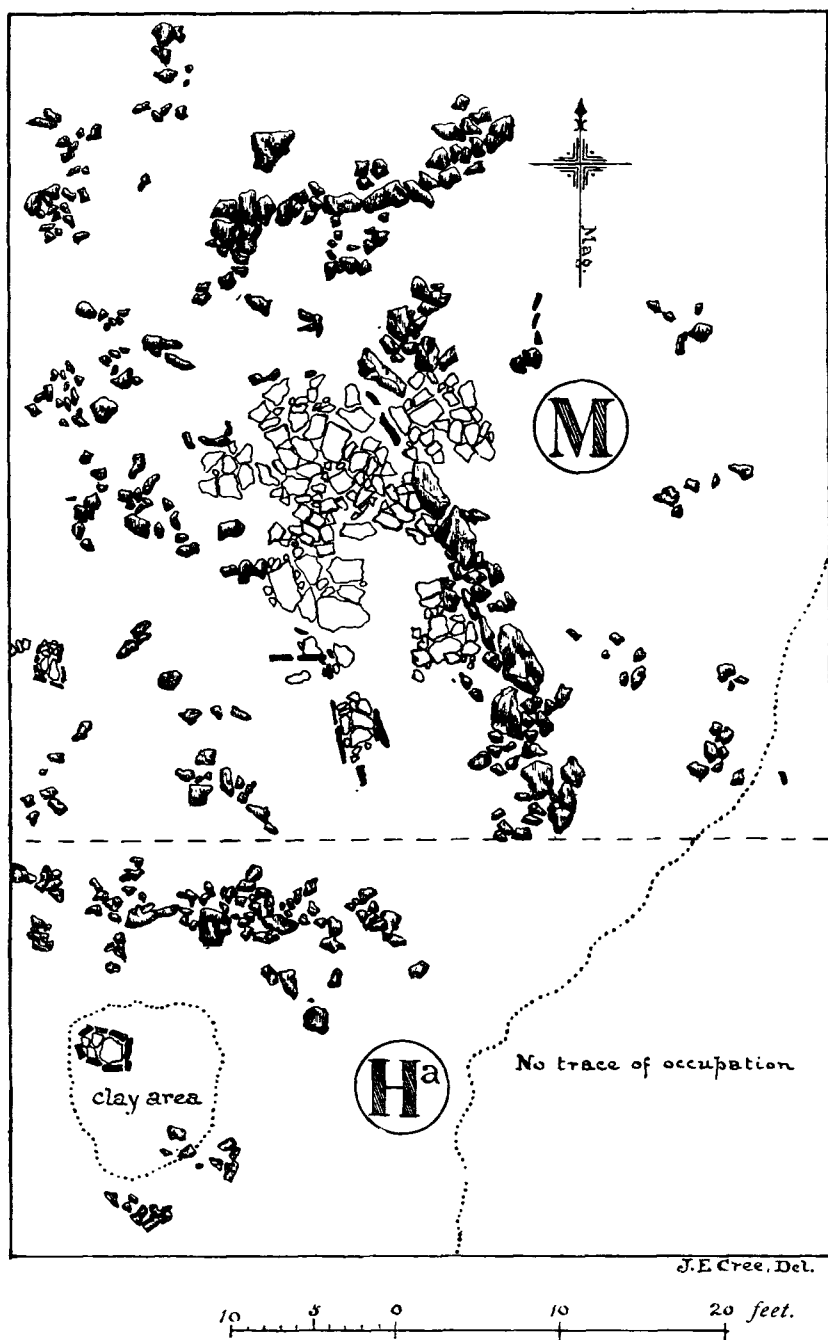 Mag.
M
No trace of occupation
Ha
clay area
J. E Cree, Del.
10 5 0 10 20 feet.